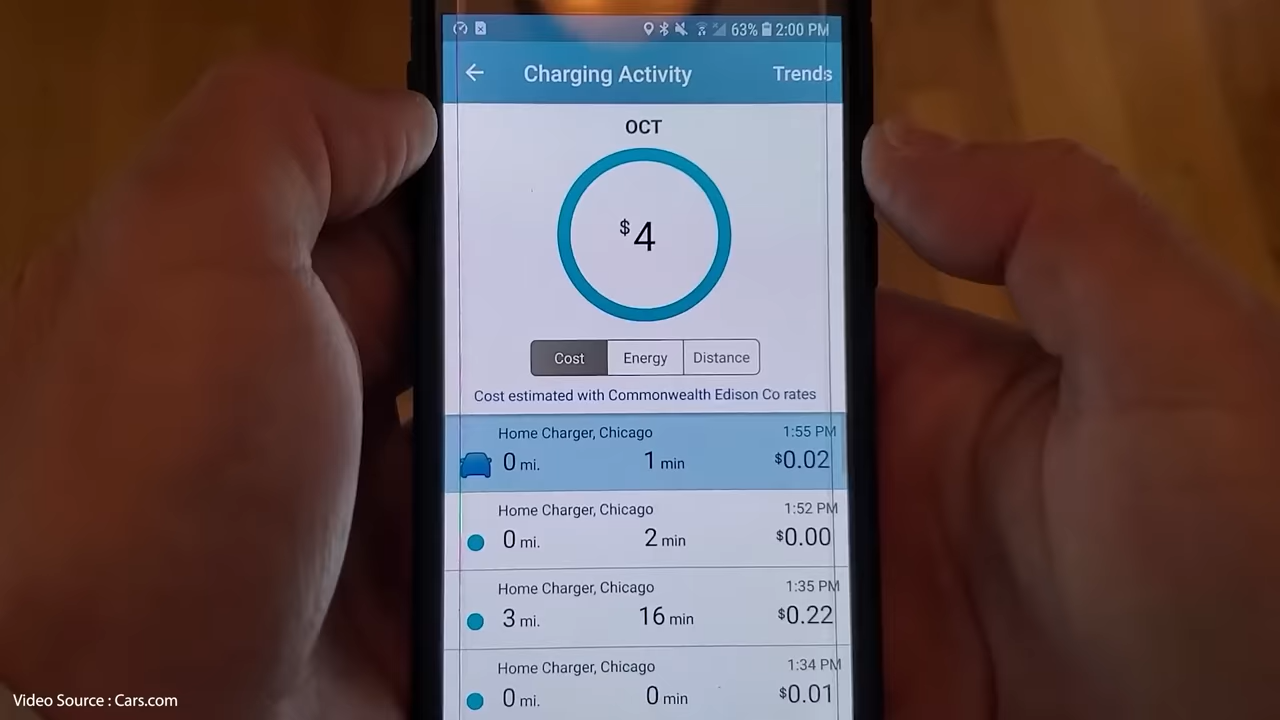 63% 2:00 PM
Charging Activity Trends
OCT
$4
Cost Energy Distance
Cost estimated with Commonwealth Edison Co rates
Home Charger, Chicago 1:55 PM
0 mi. 1 min $0.02
Home Charger, Chicago 1:52 PM
0 mi. 2 min $0.00
Home Charger, Chicago 1:35 PM
3 mi. 16 min $0.22
Home Charger, Chicago 1:34 PM
0 mi. 0 min $0.01
Video Source : Cars.com